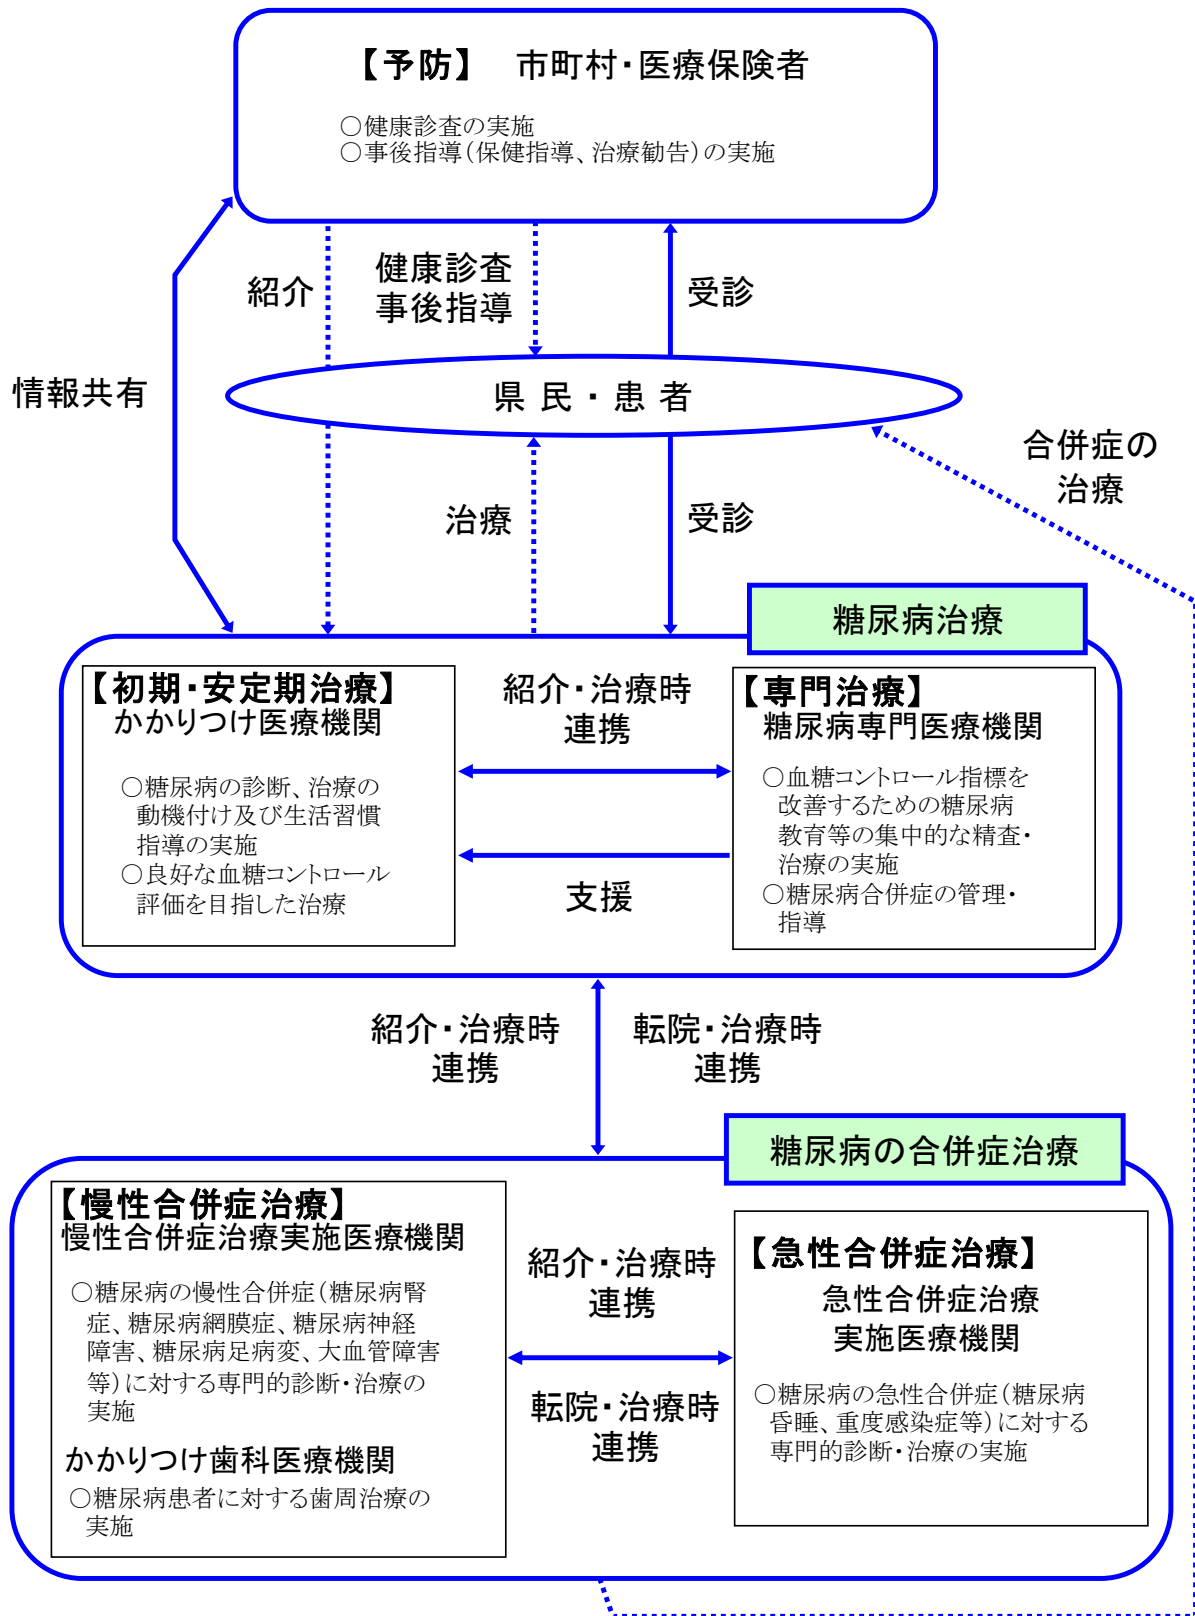 【予防】　市町村・医療保険者
○健康診査の実施
○事後指導(保健指導、治療勧告)の実施
紹介
健康診査
事後指導
受診
情報共有
県 民 ・ 患 者
合併症の
治療
治療
受診
糖尿病治療
【初期・安定期治療】
かかりつけ医療機関
○糖尿病の診断、治療の
動機付け及び生活習慣
指導の実施
○良好な血糖コントロール
評価を目指した治療
紹介・治療時
連携
支援
【専門治療】
糖尿病専門医療機関
○血糖コントロール指標を
改善するための糖尿病
教育等の集中的な精査・
治療の実施
○糖尿病合併症の管理・
指導
紹介・治療時
連携
転院・治療時
連携
糖尿病の合併症治療
【慢性合併症治療】
慢性合併症治療実施医療機関
○糖尿病の慢性合併症(糖尿病腎
症、糖尿病網膜症、糖尿病神経
障害、糖尿病足病変、大血管障害
等)に対する専門的診断・治療の
実施
かかりつけ歯科医療機関
○糖尿病患者に対する歯周治療の
実施
紹介・治療時
連携
転院・治療時
連携
【急性合併症治療】
急性合併症治療
実施医療機関
○糖尿病の急性合併症(糖尿病
昏睡、重度感染症等)に対する
専門的診断・治療の実施